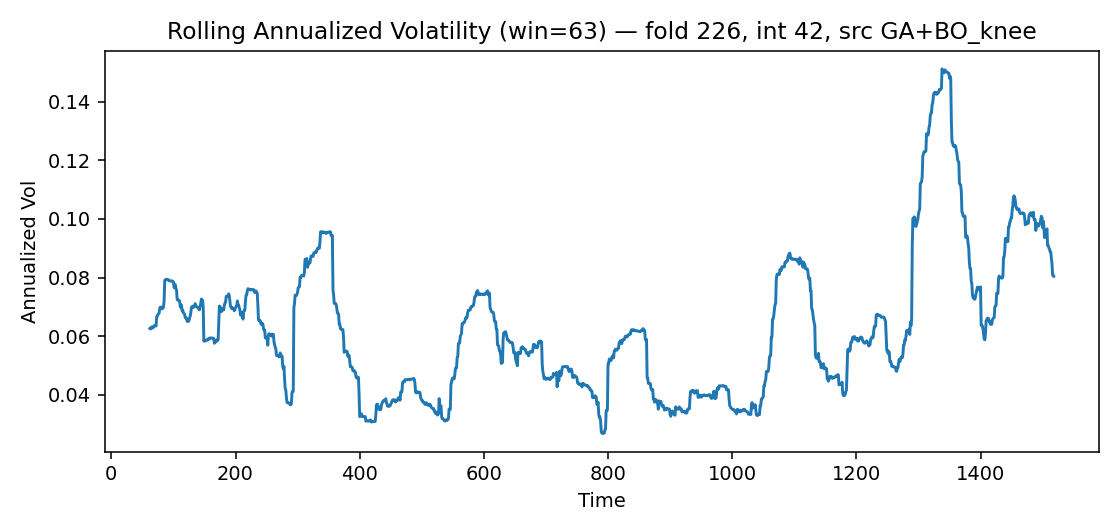 Rolling Annualized Volatility (win=63) — fold 226, int 42, src GA+BO_knee
Annualized Vol
0.14
0.12
0.10
0.08
0.06
0.04
0 200 400 600 800 1000 1200 1400
Time